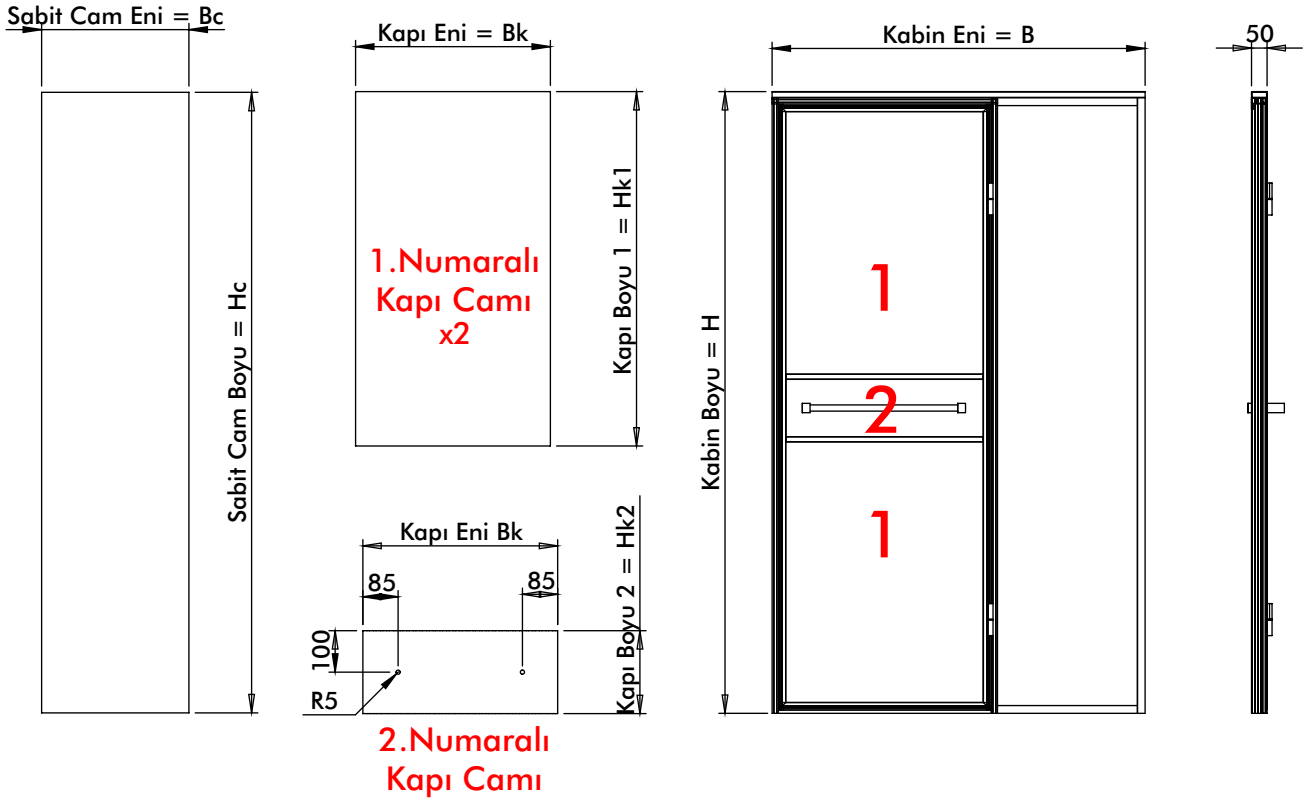 Sabit Cam Eni = Bc
Sabit Cam Boyu = Hc
Kapı Eni = Bk
Kapı Boyu 1 = Hk1
1.Numaralı
Kapı Camı
x2
Kapı Eni Bk
85
85
100
R5
Kapı Boyu 2 = Hk2
2.Numaralı
Kapı Camı
Kabin Eni = B
Kabin Boyu = H
1
2
1
50